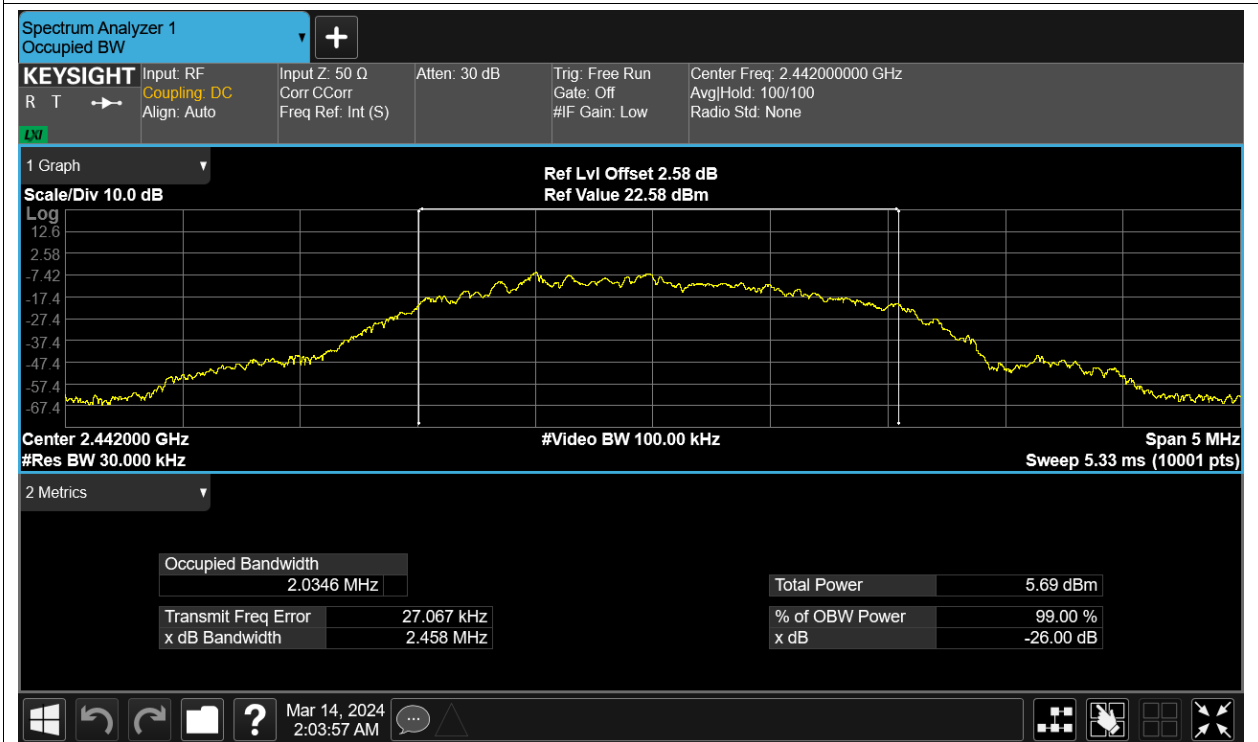 Spectrum Analyzer 1
Occupied BW
KEYSIGHT
R T
LXI
Input: RF
Coupling: DC
Align: Auto
Input Z: 50 Ω
Corr CCorr
Freq Ref: Int (S)
Atten: 30 dB
Trig: Free Run
Gate: Off
#IF Gain: Low
Center Freq: 2.442000000 GHz
Avg|Hold: 100/100
Radio Std: None
1 Graph
Scale/Div 10.0 dB
Ref Lvl Offset 2.58 dB
Ref Value 22.58 dBm
Log
12.6
2.58
-7.42
-17.4
-27.4
-37.4
-47.4
-57.4
-67.4
Center 2.442000 GHz
#Video BW 100.00 kHz
Span 5 MHz
#Res BW 30.000 kHz
Sweep 5.33 ms (10001 pts)
2 Metrics
Occupied Bandwidth
2.0346 MHz
Total Power 5.69 dBm
Transmit Freq Error 27.067 kHz
% of OBW Power 99.00 %
x dB Bandwidth 2.458 MHz
x dB -26.00 dB
?
Mar 14, 2024
2:03:57 AM